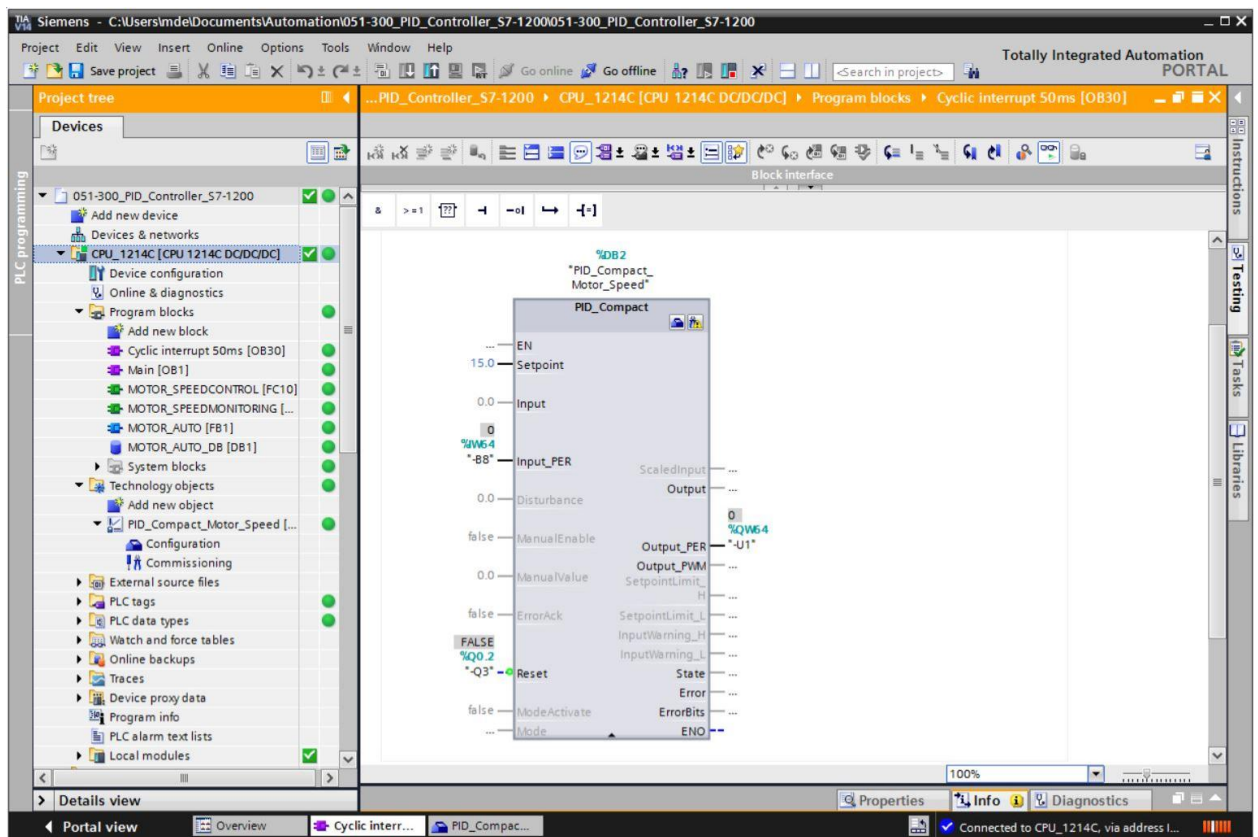 Siemens - C:\Users\mde\Documents\Automation\051-300_PID_Controller_S7-1200\051-300_PID_Controller_S7-1200
Project Edit View Insert Online Options Tools Window Help
Totally Integrated Automation
PORTAL
Save project
Go online
Go offline
<Search in project>
Project tree
...PID_Controller_S7-1200 CPU_1214C [CPU 1214C DC/DC/DC] Program blocks Cyclic interrupt 50ms [OB30]
Devices
PLC programming
051-300_PID_Controller_S7-1200
Add new device
Devices & networks
CPU_1214C [CPU 1214C DC/DC/DC]
Device configuration
Online & diagnostics
Program blocks
Add new block
Cyclic interrupt 50ms [OB30]
Main [OB1]
MOTOR_SPEEDCONTROL [FC10]
MOTOR_SPEEDMONITORING [...
MOTOR_AUTO [FB1]
MOTOR_AUTO_DB [DB1]
System blocks
Technology objects
Add new object
PID_Compact_Motor_Speed [...
Configuration
Commissioning
External source files
PLC tags
PLC data types
Watch and force tables
Online backups
Traces
Device proxy data
Program info
PLC alarm text lists
Local modules
Details view
Block interface
& >=1 ?? -| -o| -[=]
%DB2
"PID_Compact_
Motor_Speed"
PID_Compact
... EN
15.0 Setpoint
0.0 Input
0
%IW64
"-B8" Input_PER
ScaledInput ...
Output ...
0.0 Disturbance
0
%QW64
false ManualEnable
Output_PER "-U1"
Output_PWM ...
0.0 ManualValue
SetpointLimit_
H ...
false ErrorAck
SetpointLimit_L ...
InputWarning_H ...
FALSE
%Q0.2
InputWarning_L ...
"-Q3" Reset
State ...
Error ...
false ModeActivate
ErrorBits ...
... Mode
ENO
100%
Properties
Info
Diagnostics
Instructions
Testing
Tasks
Libraries
Portal view
Overview
Cyclic interr...
PID_Compac...
Connected to CPU_1214C, via address I...